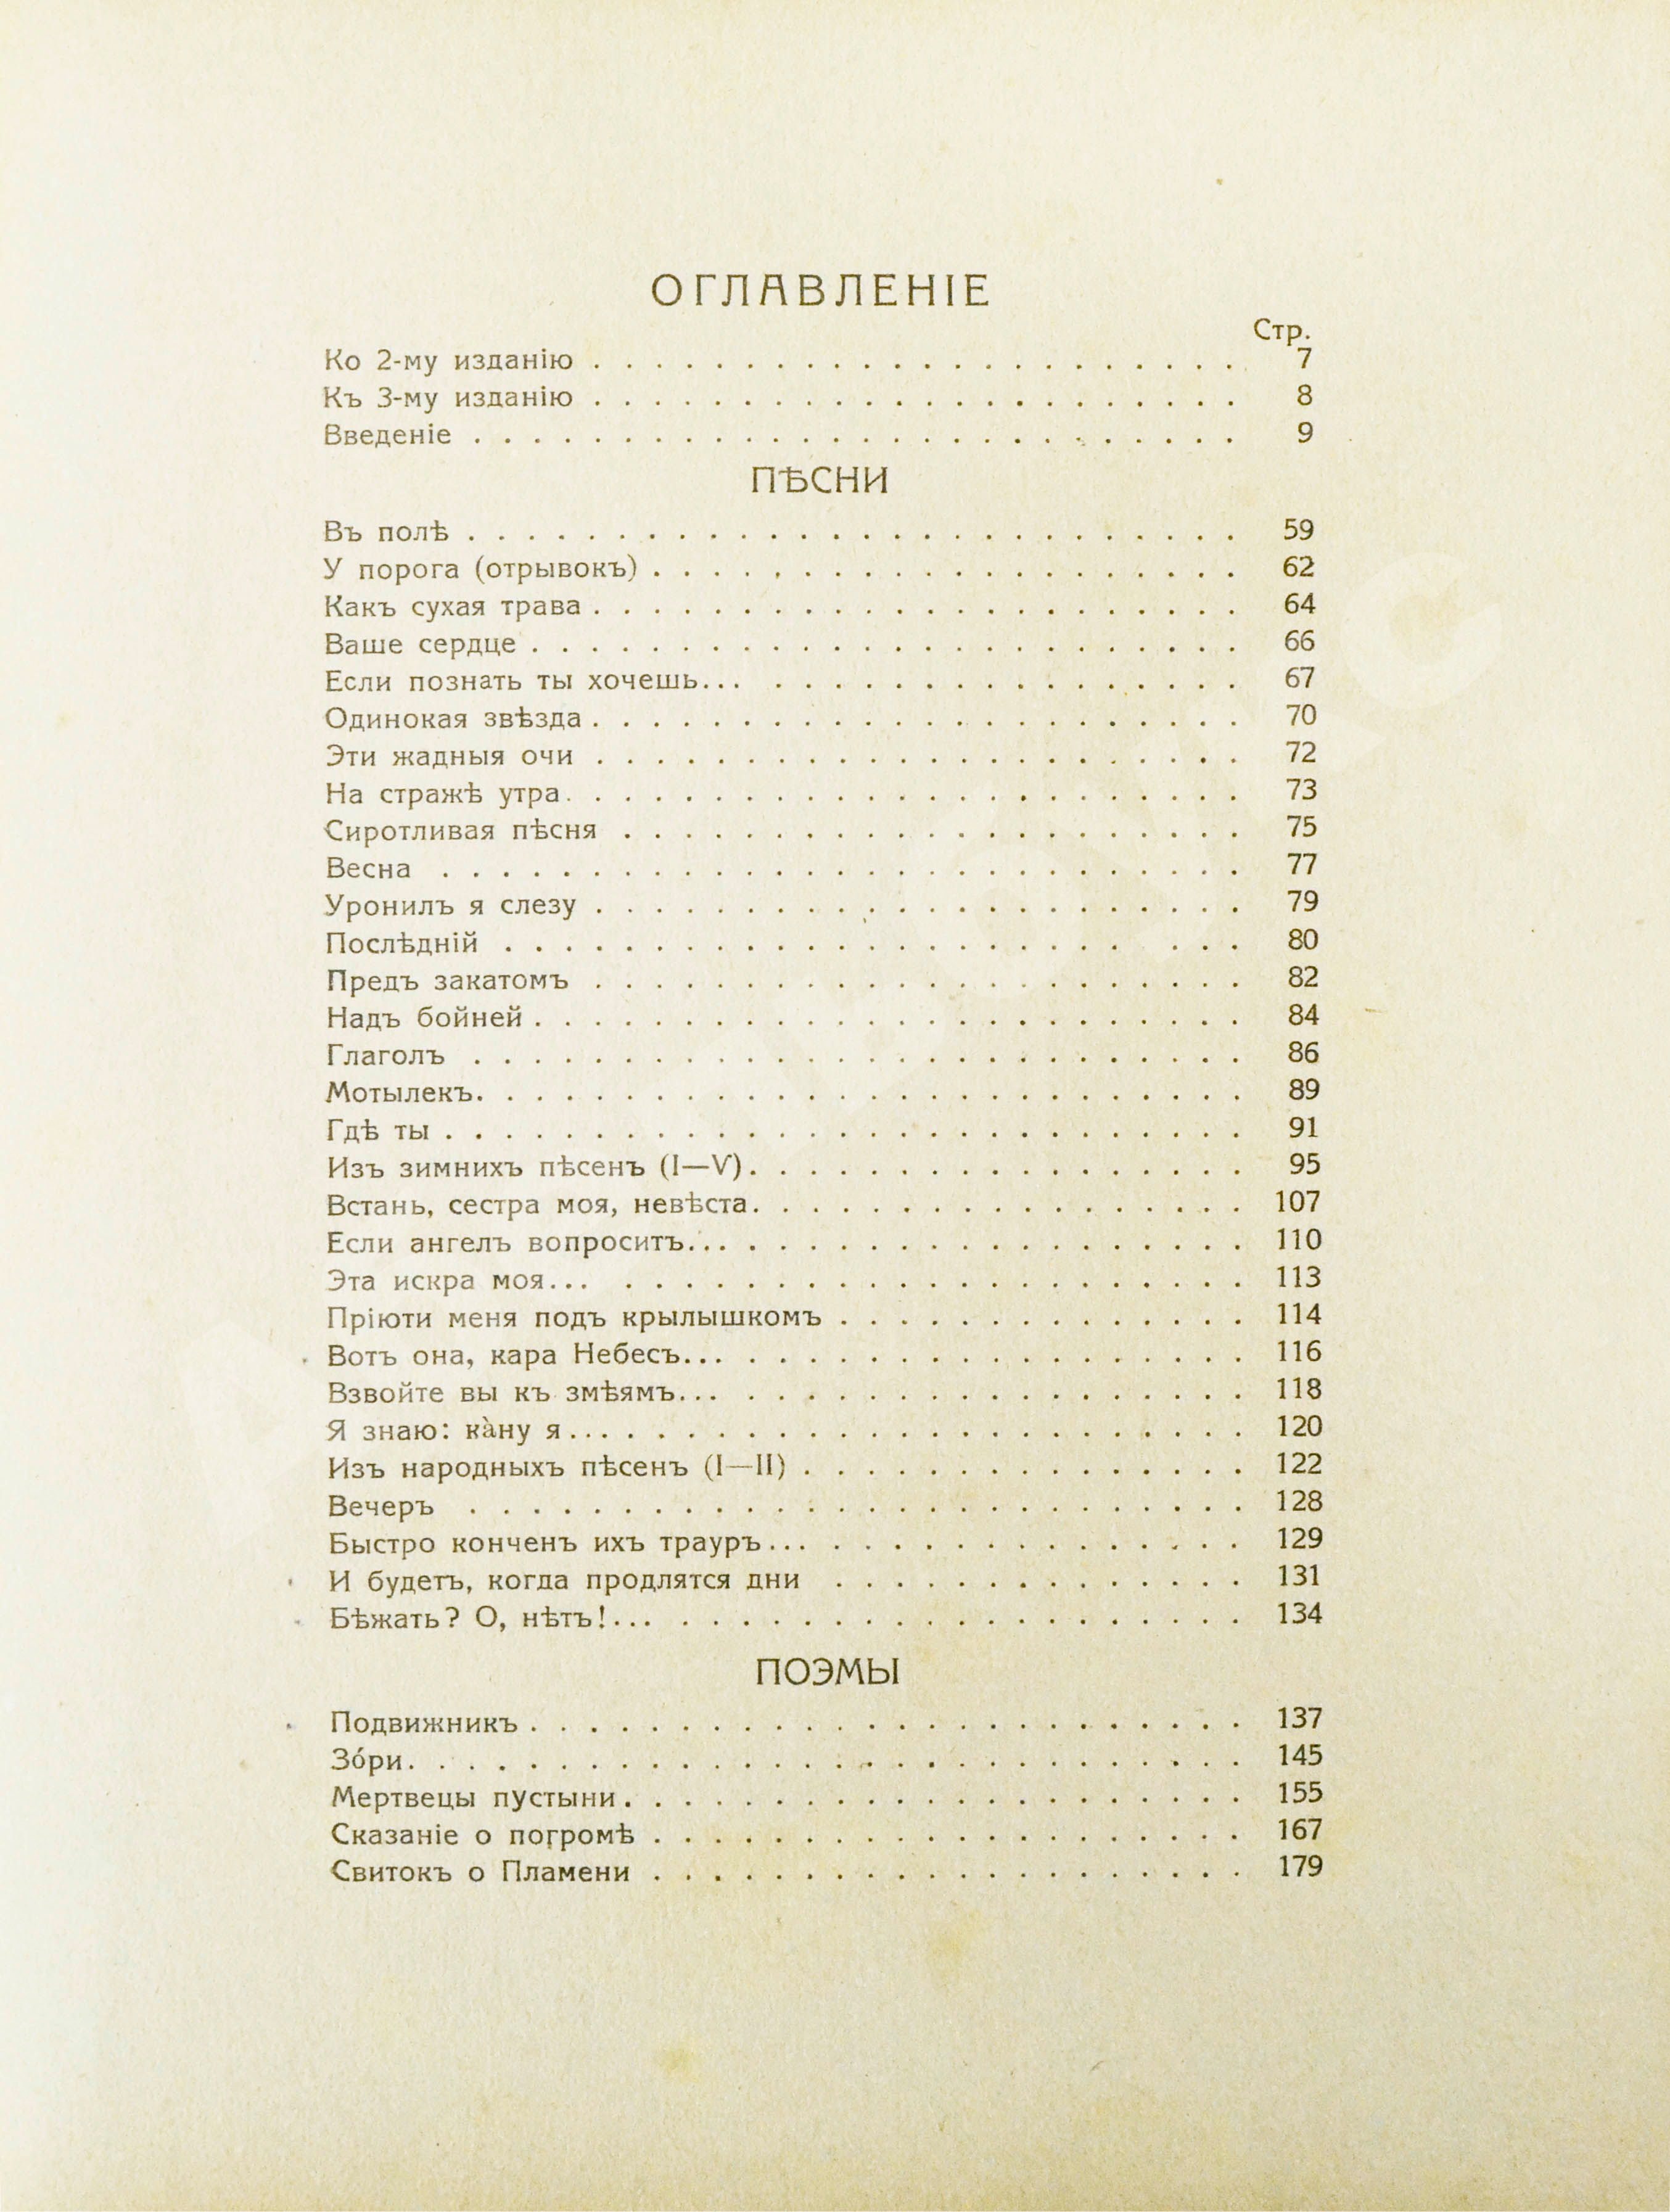 ОГЛАВЛЕНІЕ
Стр.
Ко 2-му изданію . . . . . . . . . . . . . . . . . . . . . . 7
Къ 3-му изданію . . . . . . . . . . . . . . . . . . . . . . 8
Введеніе . . . . . . . . . . . . . . . . . . . . . . . . . . 9
ПѢСНИ
Въ полѣ . . . . . . . . . . . . . . . . . . . . . . . . . . 59
У порога (отрывокъ) . . . . . . . . . . . . . . . . . . . . 62
Какъ сухая трава . . . . . . . . . . . . . . . . . . . . . . 64
Ваше сердце . . . . . . . . . . . . . . . . . . . . . . . . 66
Если познать ты хочешь... . . . . . . . . . . . . . . . . . 67
Одинокая звѣзда . . . . . . . . . . . . . . . . . . . . . . 70
Эти жадныя очи . . . . . . . . . . . . . . . . . . . . . . 72
На стражѣ утра . . . . . . . . . . . . . . . . . . . . . . . 73
Сиротливая пѣсня . . . . . . . . . . . . . . . . . . . . . 75
Весна . . . . . . . . . . . . . . . . . . . . . . . . . . . 77
Уронилъ я слезу . . . . . . . . . . . . . . . . . . . . . . 79
Послѣдній . . . . . . . . . . . . . . . . . . . . . . . . 80
Предъ закатомъ . . . . . . . . . . . . . . . . . . . . . . 82
Надъ бойней . . . . . . . . . . . . . . . . . . . . . . . . 84
Глаголъ . . . . . . . . . . . . . . . . . . . . . . . . . . 86
Мотылекъ . . . . . . . . . . . . . . . . . . . . . . . . . . 89
Гдѣ ты . . . . . . . . . . . . . . . . . . . . . . . . . . . 91
Изъ зимнихъ пѣсенъ (I—V) . . . . . . . . . . . . . . . . . 95
Встань, сестра моя, невѣста . . . . . . . . . . . . . . . . . 107
Если ангелъ вопроситъ... . . . . . . . . . . . . . . . . . 110
Эта искра моя... . . . . . . . . . . . . . . . . . . . . . 113
Пріюти меня подъ крылышкомъ . . . . . . . . . . . . . . 114
Вотъ она, кара Небесъ... . . . . . . . . . . . . . . . . . 116
Взвойте вы къ змѣямъ... . . . . . . . . . . . . . . . . . 118
Я знаю: ка̀ну я... . . . . . . . . . . . . . . . . . . . . . 120
Изъ народныхъ пѣсенъ (I—II) . . . . . . . . . . . . . . . 122
Вечеръ . . . . . . . . . . . . . . . . . . . . . . . . . . 128
Быстро конченъ ихъ трауръ... . . . . . . . . . . . . . . . 129
И будетъ, когда продлятся дни . . . . . . . . . . . . . . 131
Бѣжать? О, нѣтъ!... . . . . . . . . . . . . . . . . . . . 134
ПОЭМЫ
Подвижникъ . . . . . . . . . . . . . . . . . . . . . . . . 137
Зо́ри . . . . . . . . . . . . . . . . . . . . . . . . . . . . 145
Мертвецы пустыни . . . . . . . . . . . . . . . . . . . . . 155
Сказаніе о погромѣ . . . . . . . . . . . . . . . . . . . . 167
Свитокъ о Пламени . . . . . . . . . . . . . . . . . . . . 179